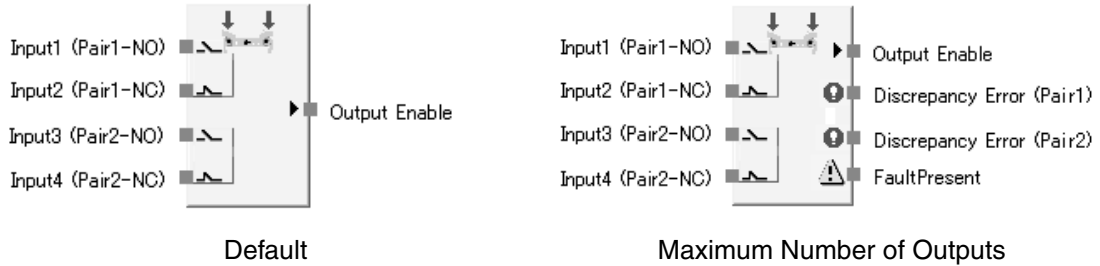 Input1 (Pair1-NO)
Input2 (Pair1-NC)
Input3 (Pair2-NO)
Input4 (Pair2-NC)
Output Enable
Default
Input1 (Pair1-NO)
Input2 (Pair1-NC)
Input3 (Pair2-NO)
Input4 (Pair2-NC)
Output Enable
Discrepancy Error (Pair1)
Discrepancy Error (Pair2)
FaultPresent
Maximum Number of Outputs